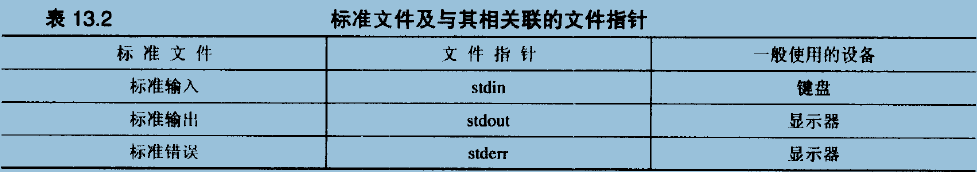 表 13.2 标准文件及与其相关联的文件指针
标准文件 文件指针 一般使用的设备
标准输入 stdin 键盘
标准输出 stdout 显示器
标准错误 stderr 显示器